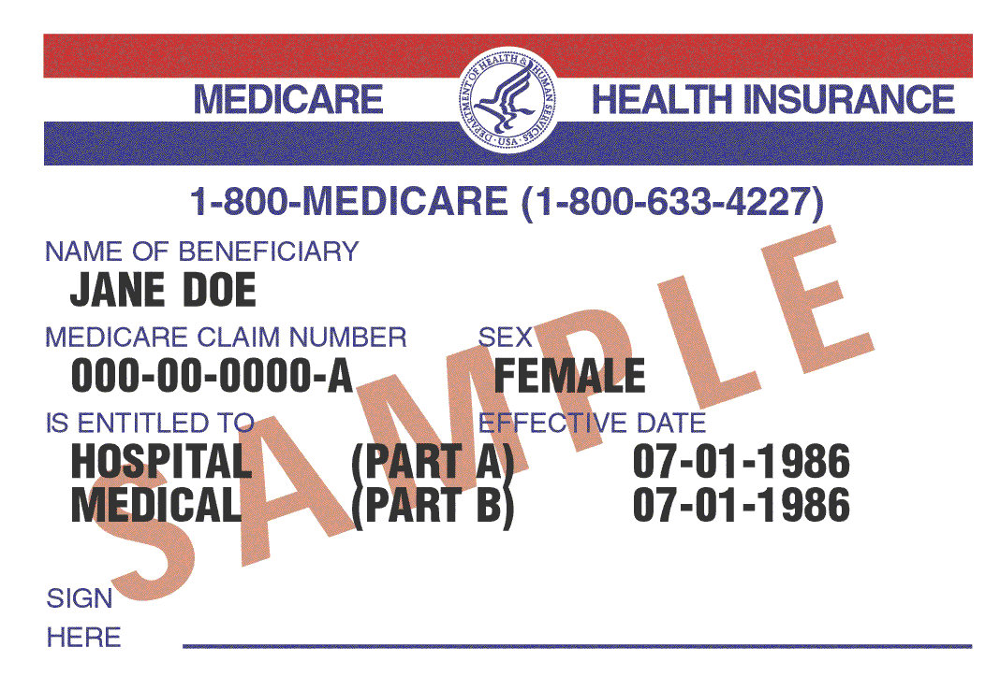 MEDICARE HEALTH INSURANCE
DEPARTMENT OF HEALTH & HUMAN SERVICES · USA ·
1-800-MEDICARE (1-800-633-4227)
NAME OF BENEFICIARY
JANE DOE
MEDICARE CLAIM NUMBER SEX
000-00-0000-A FEMALE
IS ENTITLED TO EFFECTIVE DATE
HOSPITAL (PART A) 07-01-1986
MEDICAL (PART B) 07-01-1986
SAMPLE
SIGN
HERE